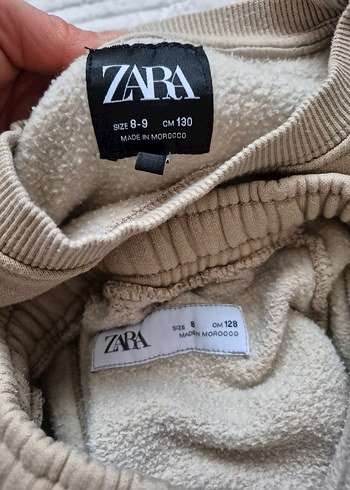 ZARA
SIZE 8-9 CM 130
MADE IN MOROCCO
ZARA
SIZE 8 CM 128
MADE IN MOROCCO